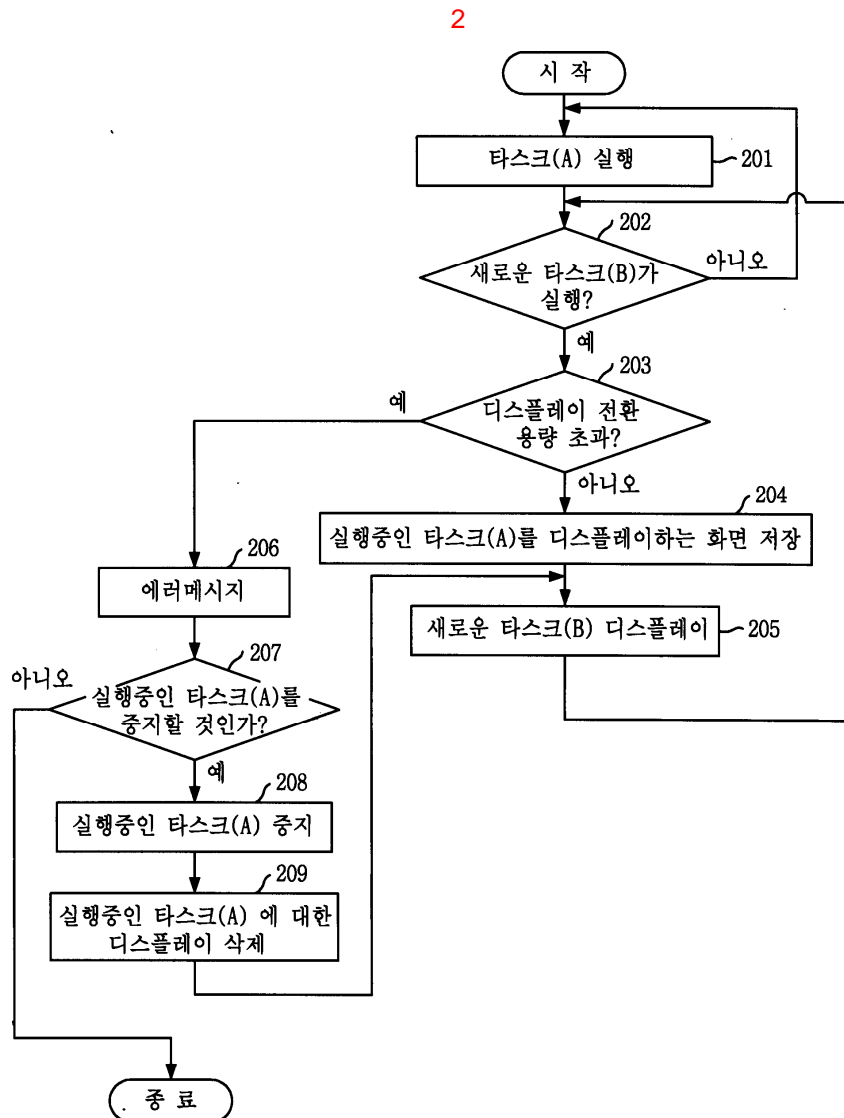 2
시 작
타스크(A) 실행
201
202
새로운 타스크(B)가
실행?
아니오
예
203
디스플레이 전환
용량 초과?
예
아니오
204
실행중인 타스크(A)를 디스플레이하는 화면 저장
206
에러메시지
새로운 타스크(B) 디스플레이
205
207
아니오
실행중인 타스크(A)를
중지할 것인가?
예
208
실행중인 타스크(A) 중지
209
실행중인 타스크(A) 에 대한
디스플레이 삭제
종 료